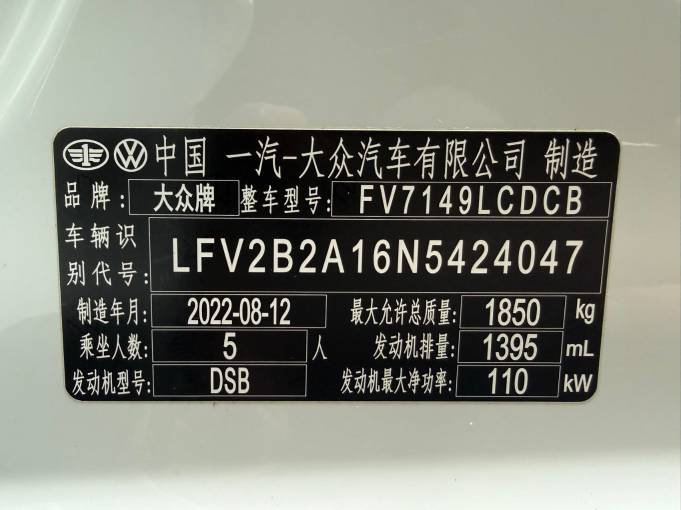 中国 一汽-大众汽车有限公司 制造
品牌: 大众牌 整车型号: FV7149LCDCB
车辆识别代号: LFV2B2A16N5424047
制造年月: 2022-08-12 最大允许总质量: 1850 kg
乘坐人数: 5 人 发动机排量: 1395 mL
发动机型号: DSB 发动机最大净功率: 110 kW